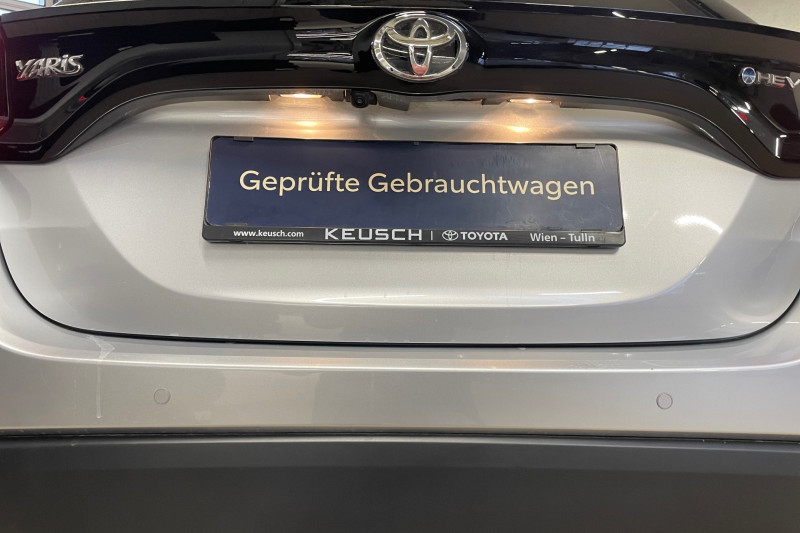 YARIS
HEV
Geprüfte Gebrauchtwagen
www.keusch.com KEUSCH | TOYOTA Wien – Tulln